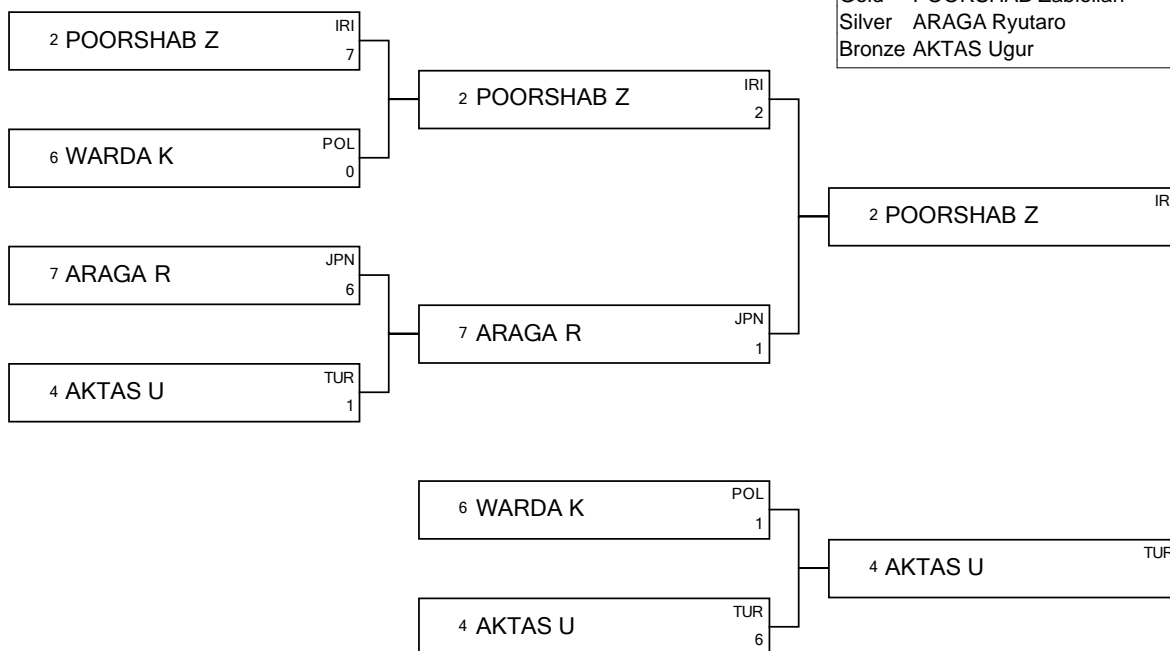 Silver ARAGA Ryutaro
Bronze AKTAS Ugur
2 POORSHAB Z IRI
7
6 WARDA K POL
0
7 ARAGA R JPN
6
4 AKTAS U TUR
1
2 POORSHAB Z IRI
2
7 ARAGA R JPN
1
2 POORSHAB Z
6 WARDA K POL
1
4 AKTAS U TUR
6
4 AKTAS U TUR